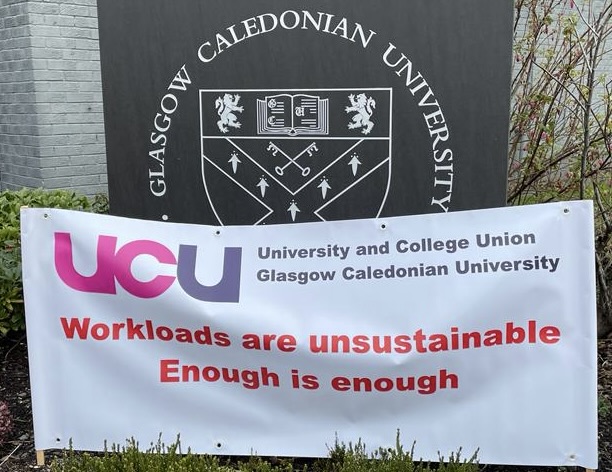 GLASGOW CALEDONIAN UNIVERSITY
UCU
University and College Union
Glasgow Caledonian University
Workloads are unsustainable
Enough is enough